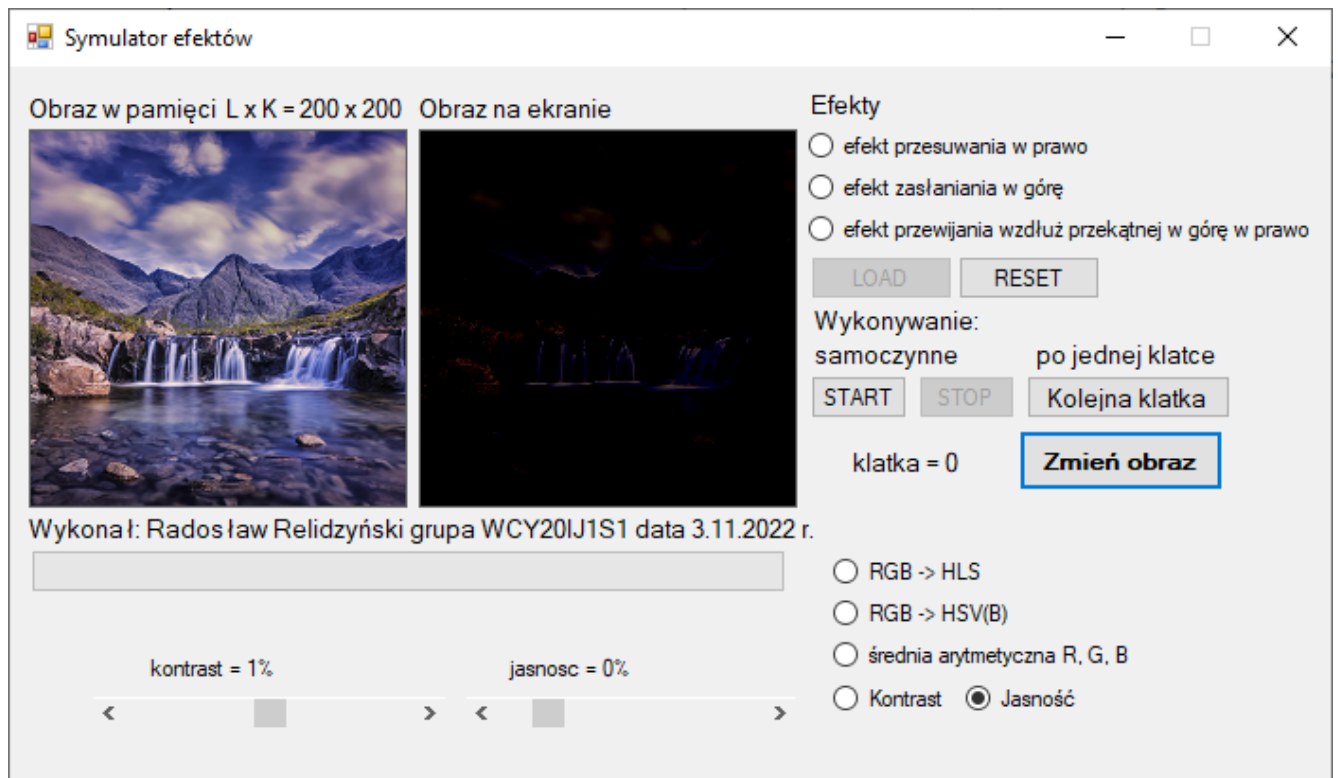 Symulator efektów
Obraz w pamięci L x K = 200 x 200 Obraz na ekranie
Efekty
efekt przesuwania w prawo
efekt zasłaniania w górę
efekt przewijania wzdłuż przekątnej w górę w prawo
LOAD RESET
Wykonywanie:
samoczynne po jednej klatce
START STOP Kolejna klatka
klatka = 0 Zmień obraz
Wykonał: Radosław Relidzyński grupa WCY20IJ1S1 data 3.11.2022 r.
RGB -> HLS
RGB -> HSV(B)
średnia arytmetyczna R, G, B
Kontrast Jasność
kontrast = 1% jasnosc = 0%